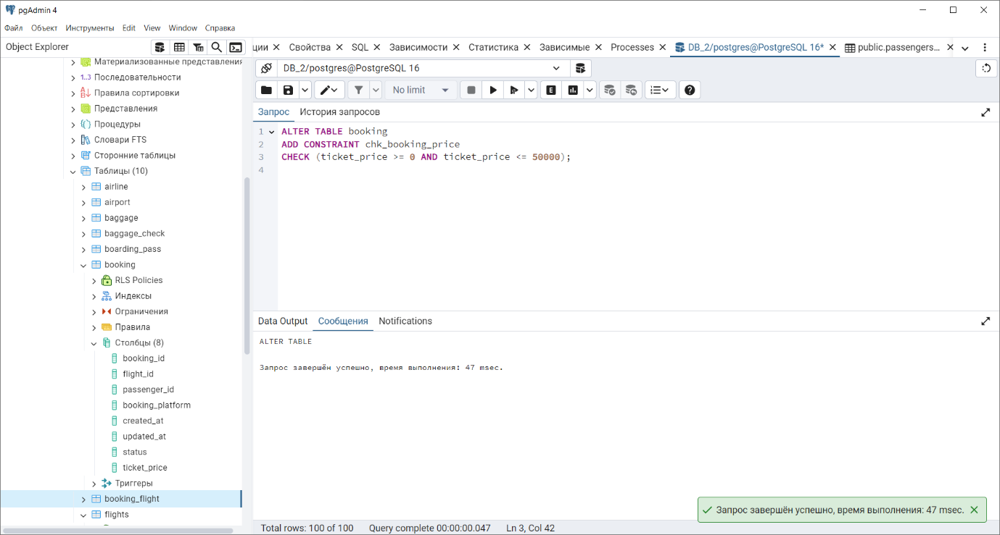 pgAdmin 4
Файл Объект Инструменты Edit View Window Справка
Object Explorer
ции Свойства SQL Зависимости Статистика Зависимые Processes DB_2/postgres@PostgreSQL 16* public.passengers...
Материализованные представления
1..3 Последовательности
Правила сортировки
Представления
Процедуры
Словари FTS
Сторонние таблицы
Таблицы (10)
airline
airport
baggage
baggage_check
boarding_pass
booking
RLS Policies
Индексы
Ограничения
Правила
Столбцы (8)
booking_id
flight_id
passenger_id
booking_platform
created_at
updated_at
status
ticket_price
Триггеры
booking_flight
flights
DB_2/postgres@PostgreSQL 16
No limit
E
Запрос История запросов
1 ALTER TABLE booking
2 ADD CONSTRAINT chk_booking_price
3 CHECK (ticket_price >= 0 AND ticket_price <= 50000);
4
Data Output Сообщения Notifications
ALTER TABLE
Запрос завершён успешно, время выполнения: 47 msec.
Запрос завершён успешно, время выполнения: 47 msec.
Total rows: 100 of 100 Query complete 00:00:00.047 Ln 3, Col 42